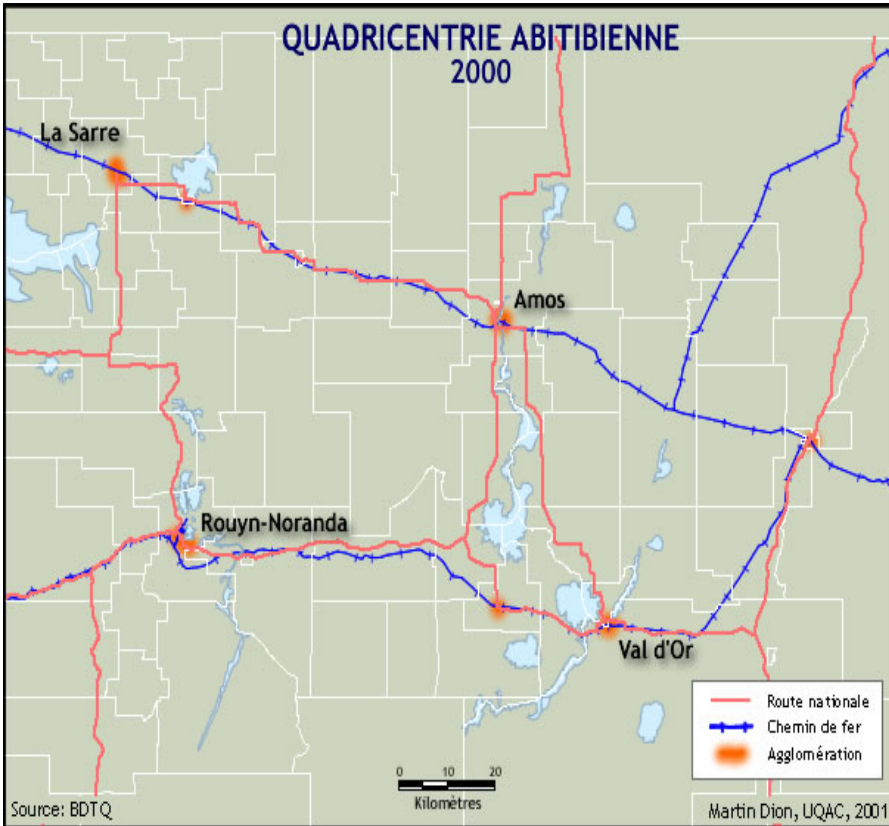 QUADRICENTRIE ABITIBIENNE
2000
La Sarre
Amos
Rouyn-Noranda
Val d'Or
Route nationale
Chemin de fer
Agglomération
0 10 20
Kilomètres
Source: BDTQ
Martin Dion, UQAC, 2001